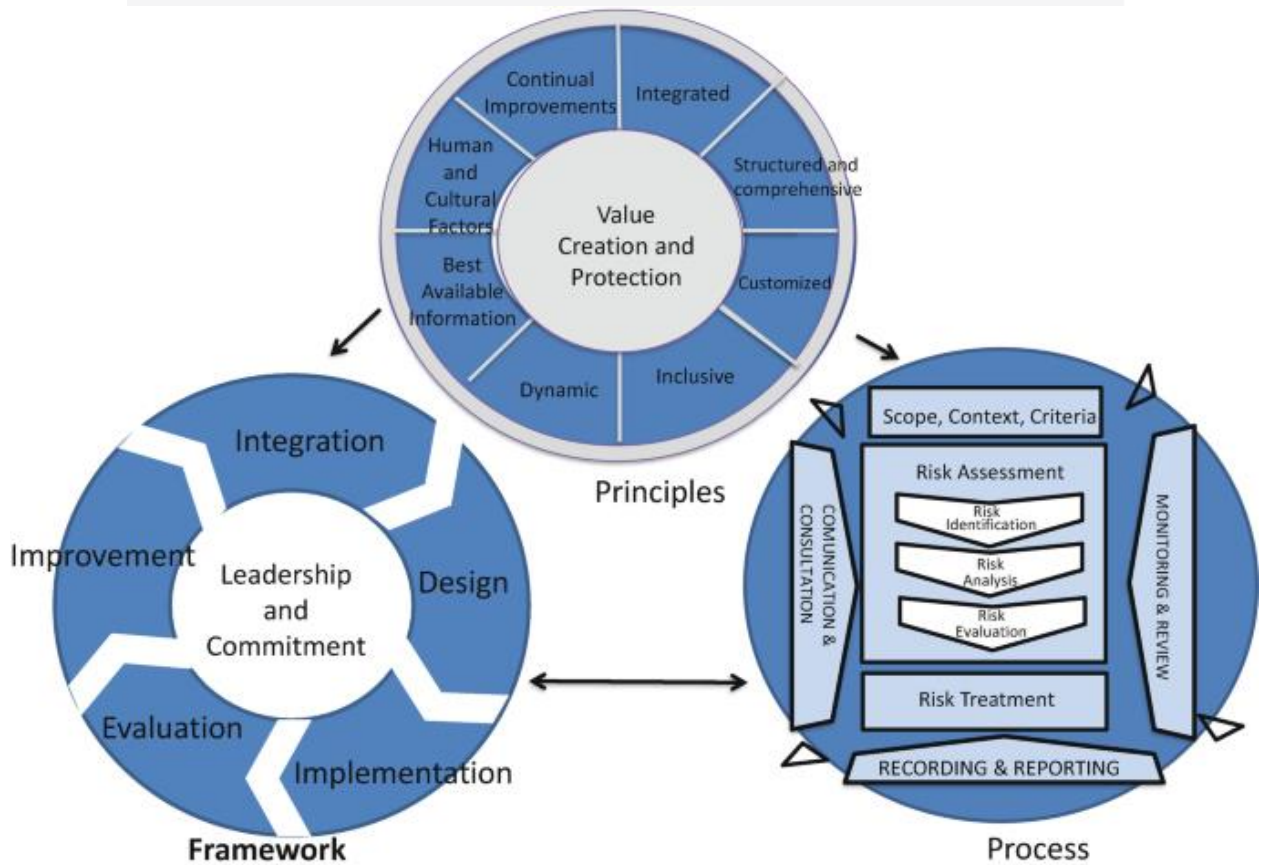 Continual
Improvements
Integrated
Human
and
Cultural
Factors
Structured and
comprehensive
Value
Creation and
Protection
Best
Available
Information
Customized
Dynamic
Inclusive
Principles
Integration
Improvement
Design
Leadership
and
Commitment
Evaluation
Implementation
Framework
Scope, Context, Criteria
Risk Assessment
Risk
Identification
Risk
Analysis
Risk
Evaluation
COMUNICATION &
CONSULTATION
MONITORING & REVIEW
Risk Treatment
RECORDING & REPORTING
Process